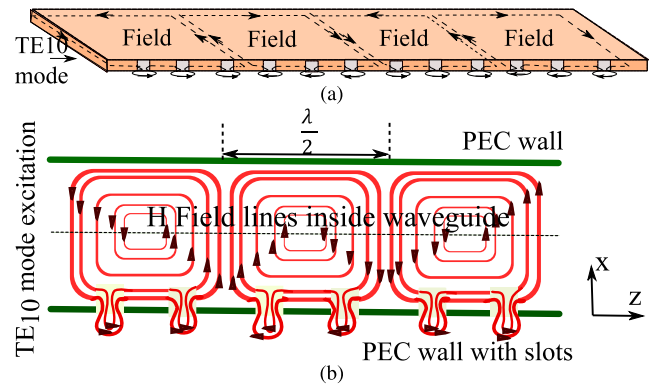 Field Field Field Field
TE10
mode
(a)
λ
2
PEC wall
TE10 mode excitation
H Field lines inside waveguide
x
z
PEC wall with slots
(b)